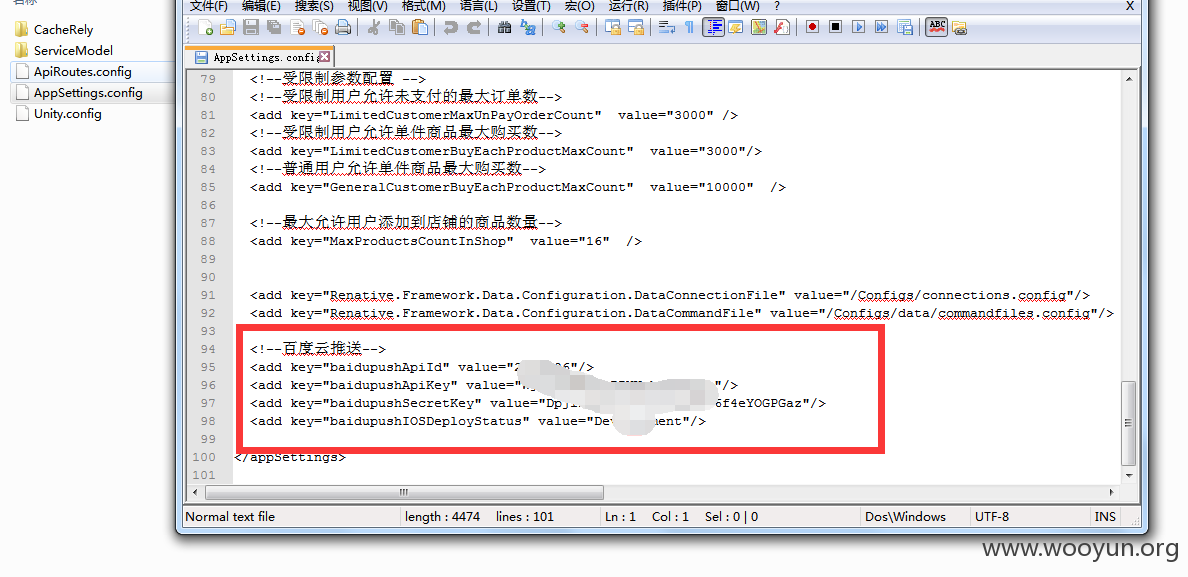 名称
CacheRely
ServiceModel
ApiRoutes.config
AppSettings.config
Unity.config
文件(F) 编辑(E) 搜索(S) 视图(V) 格式(M) 语言(L) 设置(T) 宏(O) 运行(R) 插件(P) 窗口(W) ? X
AppSettings.config
79 <!--受限制参数配置 -->
80 <!--受限制用户允许未支付的最大订单数-->
81 <add key="LimitedCustomerMaxUnPayOrderCount" value="3000" />
82 <!--受限制用户允许单件商品最大购买数-->
83 <add key="LimitedCustomerBuyEachProductMaxCount" value="3000"/>
84 <!--普通用户允许单件商品最大购买数-->
85 <add key="GeneralCustomerBuyEachProductMaxCount" value="10000" />
86
87 <!--最大允许用户添加到店铺的商品数量-->
88 <add key="MaxProductsCountInShop" value="16" />
89
90
91 <add key="Renative.Framework.Data.Configuration.DataConnectionFile" value="/Configs/connections.config"/>
92 <add key="Renative.Framework.Data.Configuration.DataCommandFile" value="/Configs/data/commandfiles.config"/>
93
94 <!--百度云推送-->
95 <add key="baidupushApiId" value="2 6"/>
96 <add key="baidupushApiKey" value=" "/>
97 <add key="baidupushSecretKey" value="Dpj 6f4eYOGPGaz"/>
98 <add key="baidupushIOSDeployStatus" value="De ment"/>
99
100 </appSettings>
101
Normal text file length : 4474 lines : 101 Ln : 1 Col : 1 Sel : 0 | 0 Dos\Windows UTF-8 INS
www.wooyun.org